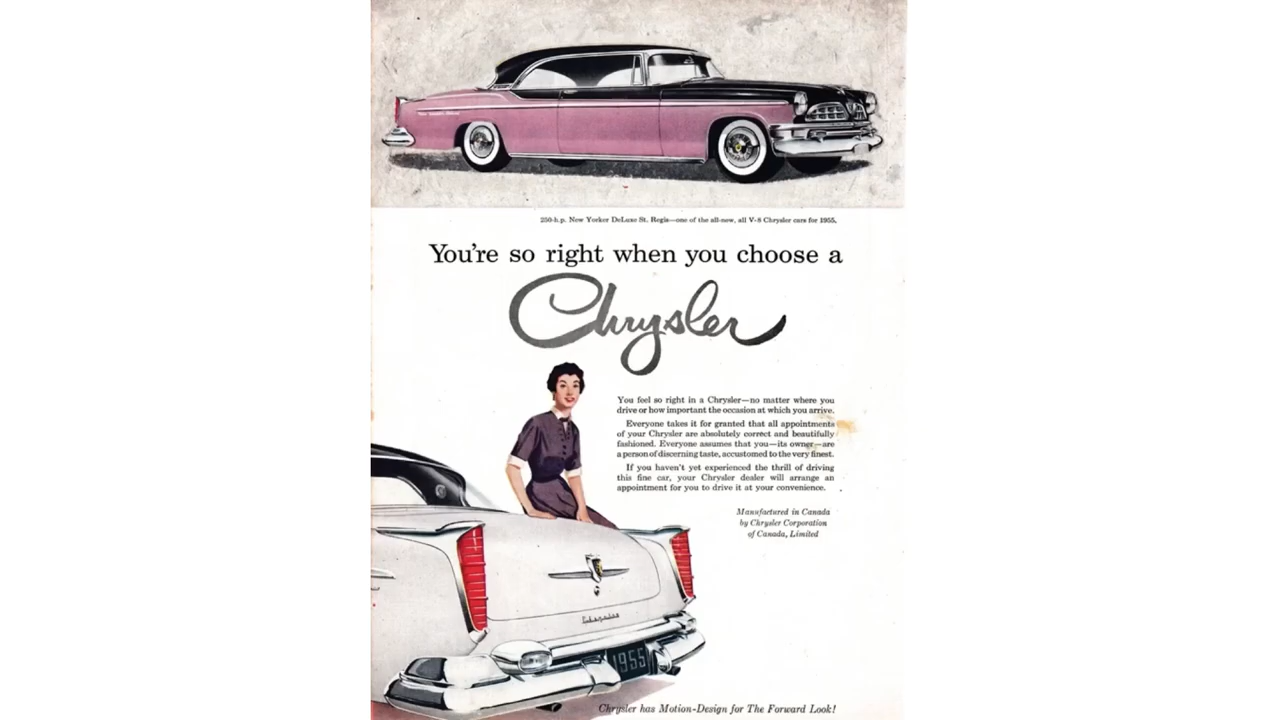 250-h.p. New Yorker DeLuxe St. Regis—one of the all-new, all V-8 Chrysler cars for 1955.
You're so right when you choose a
Chrysler
You feel so right in a Chrysler—no matter where you
drive or how important the occasion at which you arrive.
Everyone takes it for granted that all appointments
of your Chrysler are absolutely correct and beautifully
fashioned. Everyone assumes that you—its owner—are
a person of discerning taste, accustomed to the very finest.
If you haven't yet experienced the thrill of driving
this fine car, your Chrysler dealer will arrange an
appointment for you to drive it at your convenience.
Manufactured in Canada
by Chrysler Corporation
of Canada, Limited
Chrysler
1955
Chrysler has Motion-Design for The Forward Look!